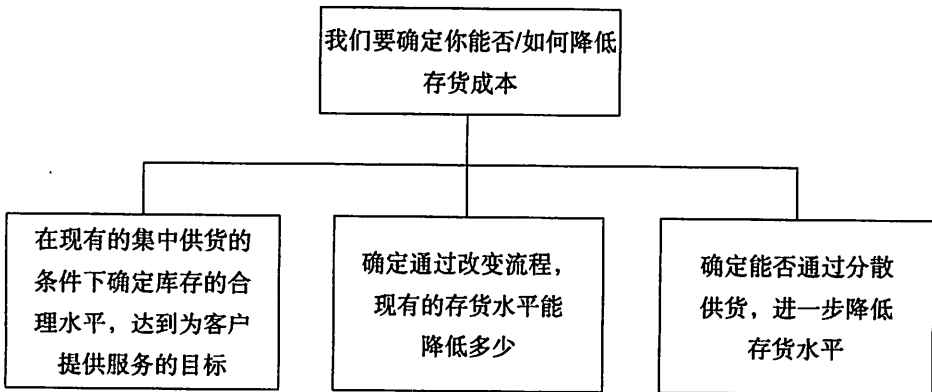 我们要确定你能否/如何降低
存货成本
在现有的集中供货的
条件下确定库存的合
理水平，达到为客户
提供服务的目标
确定通过改变流程，
现有的存货水平能
降低多少
确定能否通过分散
供货，进一步降低
存货水平